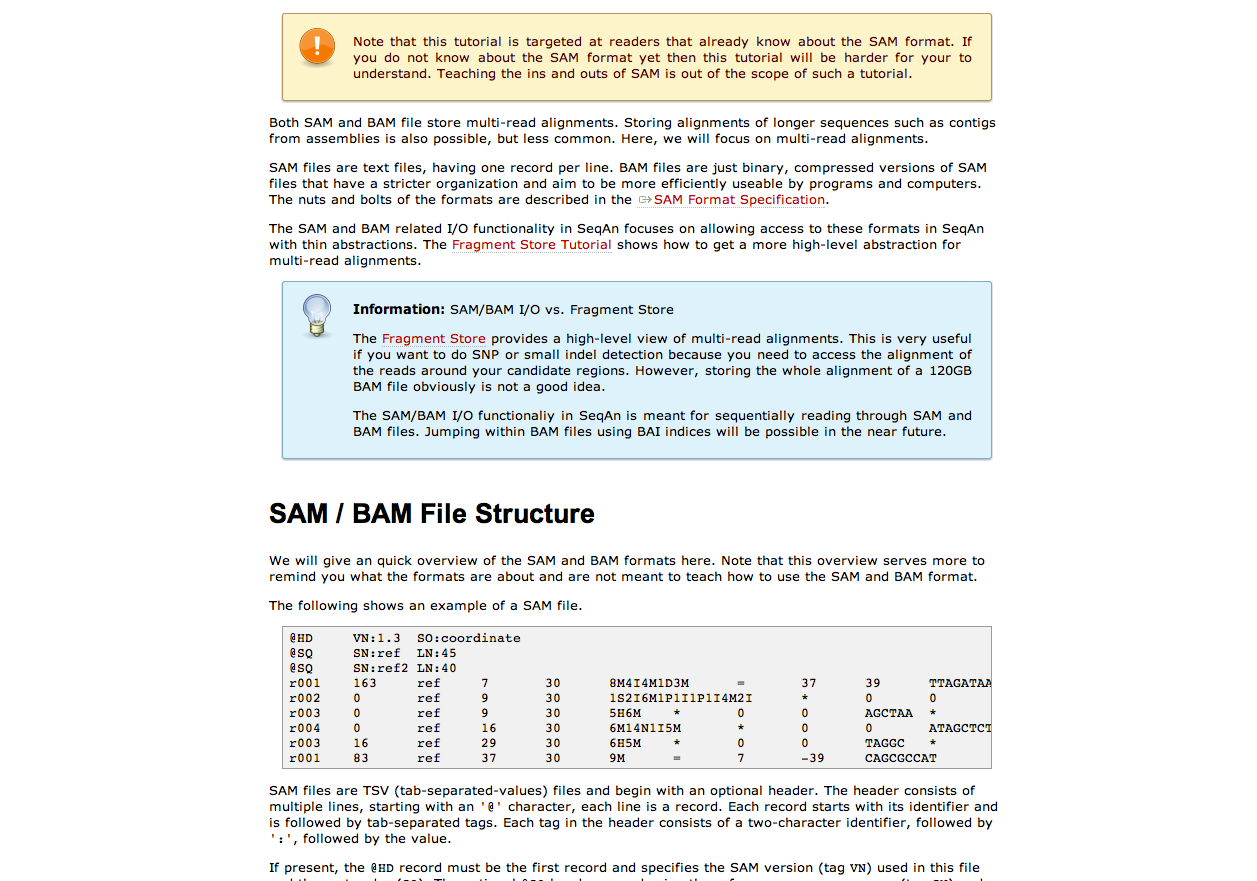 Note that this tutorial is targeted at readers that already know about the SAM format. If
you do not know about the SAM format yet then this tutorial will be harder for your to
understand. Teaching the ins and outs of SAM is out of the scope of such a tutorial.
Both SAM and BAM file store multi-read alignments. Storing alignments of longer sequences such as contigs
from assemblies is also possible, but less common. Here, we will focus on multi-read alignments.
SAM files are text files, having one record per line. BAM files are just binary, compressed versions of SAM
files that have a stricter organization and aim to be more efficiently useable by programs and computers.
The nuts and bolts of the formats are described in the SAM Format Specification.
The SAM and BAM related I/O functionality in SeqAn focuses on allowing access to these formats in SeqAn
with thin abstractions. The Fragment Store Tutorial shows how to get a more high-level abstraction for
multi-read alignments.
Information: SAM/BAM I/O vs. Fragment Store
The Fragment Store provides a high-level view of multi-read alignments. This is very useful
if you want to do SNP or small indel detection because you need to access the alignment of
the reads around your candidate regions. However, storing the whole alignment of a 120GB
BAM file obviously is not a good idea.
The SAM/BAM I/O functionaliy in SeqAn is meant for sequentially reading through SAM and
BAM files. Jumping within BAM files using BAI indices will be possible in the near future.
SAM / BAM File Structure
We will give an quick overview of the SAM and BAM formats here. Note that this overview serves more to
remind you what the formats are about and are not meant to teach how to use the SAM and BAM format.
The following shows an example of a SAM file.
@HD VN:1.3 SO:coordinate
@SQ SN:ref LN:45
@SQ SN:ref2 LN:40
r001 163 ref 7 30 8M4I4M1D3M = 37 39 TTAGATAA
r002 0 ref 9 30 1S2I6M1P1I1P1I4M2I * 0 0
r003 0 ref 9 30 5H6M * 0 0 AGCTAA *
r004 0 ref 16 30 6M14N1I5M * 0 0 ATAGCTCT
r003 16 ref 29 30 6H5M * 0 0 TAGGC *
r001 83 ref 37 30 9M = 7 -39 CAGCGCCAT
SAM files are TSV (tab-separated-values) files and begin with an optional header. The header consists of
multiple lines, starting with an '@' character, each line is a record. Each record starts with its identifier and
is followed by tab-separated tags. Each tag in the header consists of a two-character identifier, followed by
':', followed by the value.
If present, the @HD record must be the first record and specifies the SAM version (tag VN) used in this file